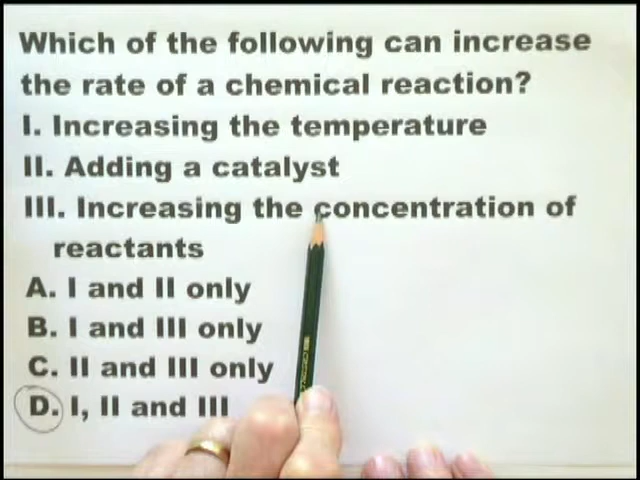 Which of the following can increase
the rate of a chemical reaction?
I. Increasing the temperature
II. Adding a catalyst
III. Increasing the concentration of
reactants
A. I and II only
B. I and III only
C. II and III only
D. I, II and III